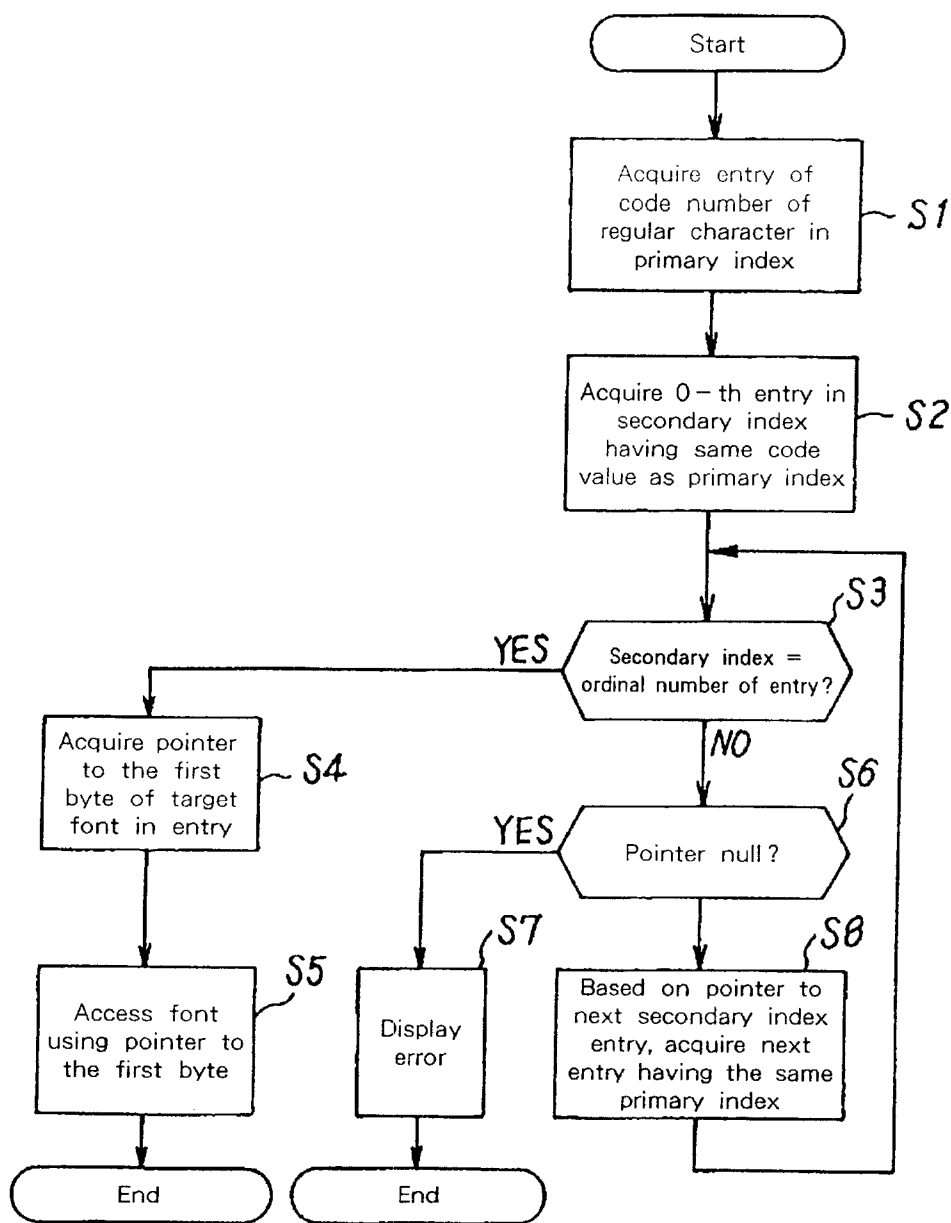 Start
Acquire entry of
code number of
regular character in
primary index
S1
Acquire 0-th entry in
secondary index
having same code
value as primary index
S2
S3
Secondary index =
ordinal number of entry?
YES
NO
Acquire pointer
to the first
byte of target
font in entry
S4
S6
Pointer null?
YES
S5
Access font
using pointer to
the first byte
S7
Display
error
S8
Based on pointer to
next secondary index
entry, acquire next
entry having the same
primary index
End
End